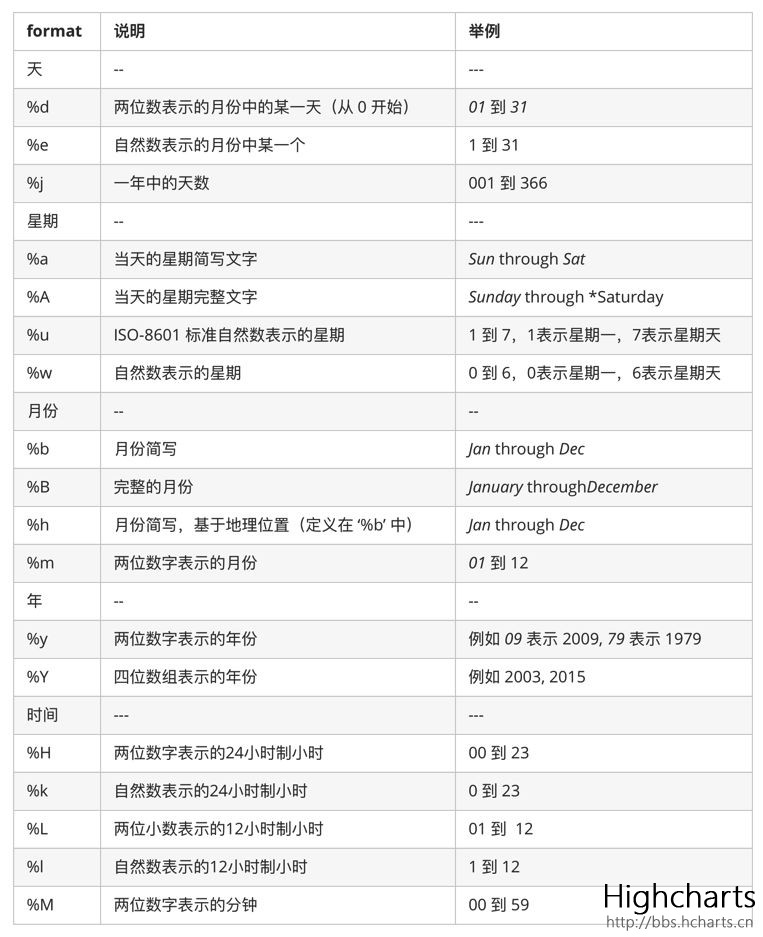 format 说明 举例
天 -- ---
%d 两位数表示的月份中的某一天（从 0 开始） 01 到 31
%e 自然数表示的月份中某一个 1 到 31
%j 一年中的天数 001 到 366
星期 -- ---
%a 当天的星期简写文字 Sun through Sat
%A 当天的星期完整文字 Sunday through *Saturday
%u ISO-8601 标准自然数表示的星期 1 到 7，1表示星期一，7表示星期天
%w 自然数表示的星期 0 到 6，0表示星期一，6表示星期天
月份 -- --
%b 月份简写 Jan through Dec
%B 完整的月份 January throughDecember
%h 月份简写，基于地理位置（定义在 ‘%b’ 中） Jan through Dec
%m 两位数字表示的月份 01 到 12
年 -- --
%y 两位数字表示的年份 例如 09 表示 2009, 79 表示 1979
%Y 四位数组表示的年份 例如 2003, 2015
时间 --- ---
%H 两位数字表示的24小时制小时 00 到 23
%k 自然数表示的24小时制小时 0 到 23
%L 两位小数表示的12小时制小时 01 到 12
%l 自然数表示的12小时制小时 1 到 12
%M 两位数字表示的分钟 00 到 59
Highcharts
http://bbs.hcharts.cn